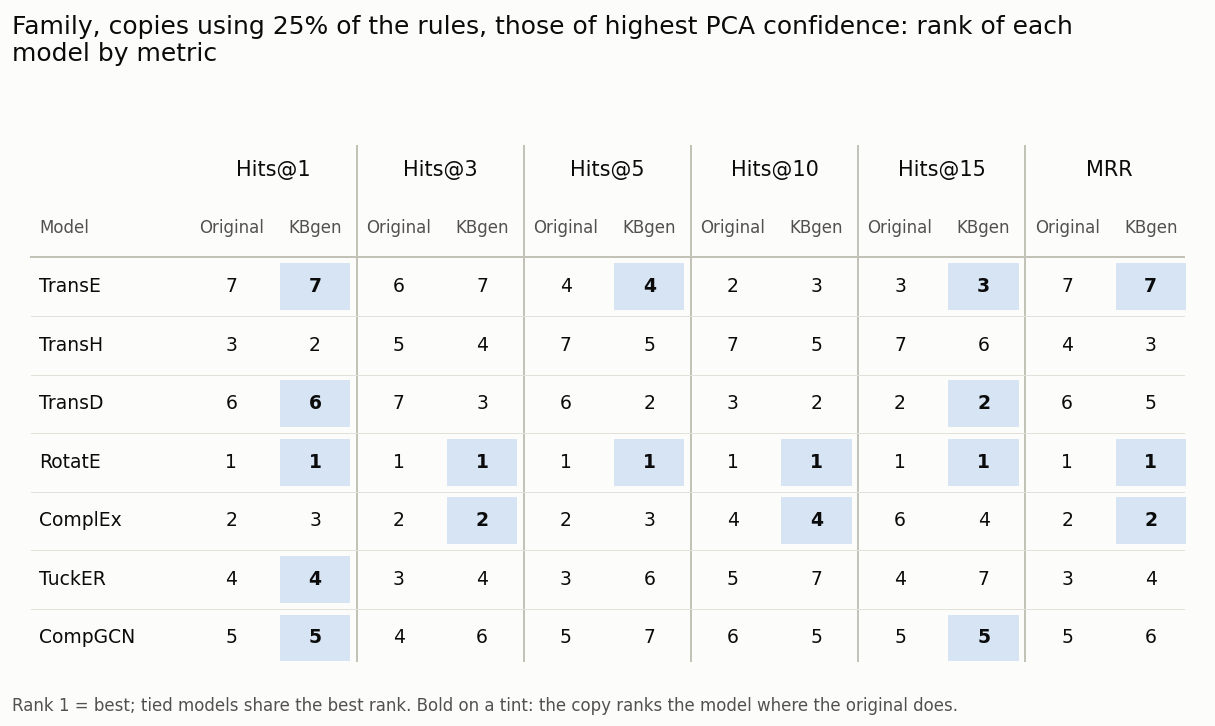 Family, copies using 25% of the rules, those of highest PCA confidence: rank of each
model by metric
Hits@1 Hits@3 Hits@5 Hits@10 Hits@15 MRR
Model Original KBgen Original KBgen Original KBgen Original KBgen Original KBgen Original KBgen
TransE 7 7 6 7 4 4 2 3 3 3 7 7
TransH 3 2 5 4 7 5 7 5 7 6 4 3
TransD 6 6 7 3 6 2 3 2 2 2 6 5
RotatE 1 1 1 1 1 1 1 1 1 1 1 1
ComplEx 2 3 2 2 2 3 4 4 6 4 2 2
TuckER 4 4 3 4 3 6 5 7 4 7 3 4
CompGCN 5 5 4 6 5 7 6 5 5 5 5 6
Rank 1 = best; tied models share the best rank. Bold on a tint: the copy ranks the model where the original does.